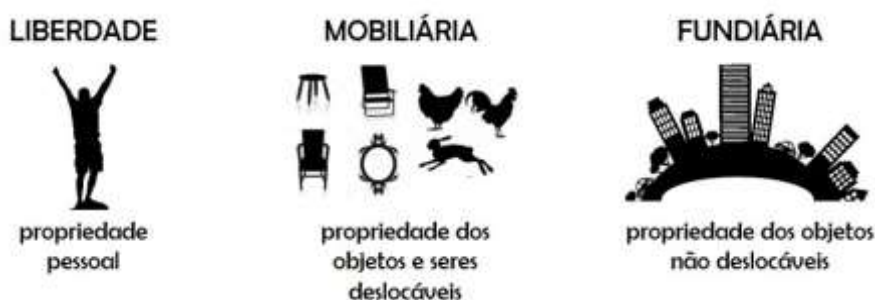 LIBERDADE
MOBILIÁRIA
FUNDIÁRIA
propriedade
pessoal
propriedade dos
objetos e seres
deslocáveis
propriedade dos objetos
não deslocáveis